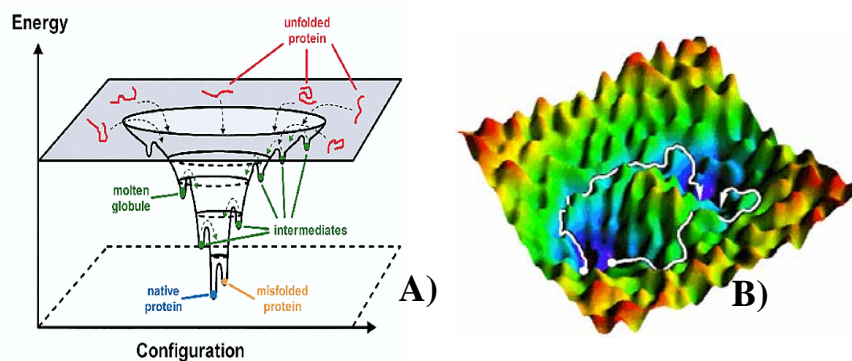 Energy
unfolded
protein
molten
globule
intermediates
native
protein
misfolded
protein
A)
B)
Configuration